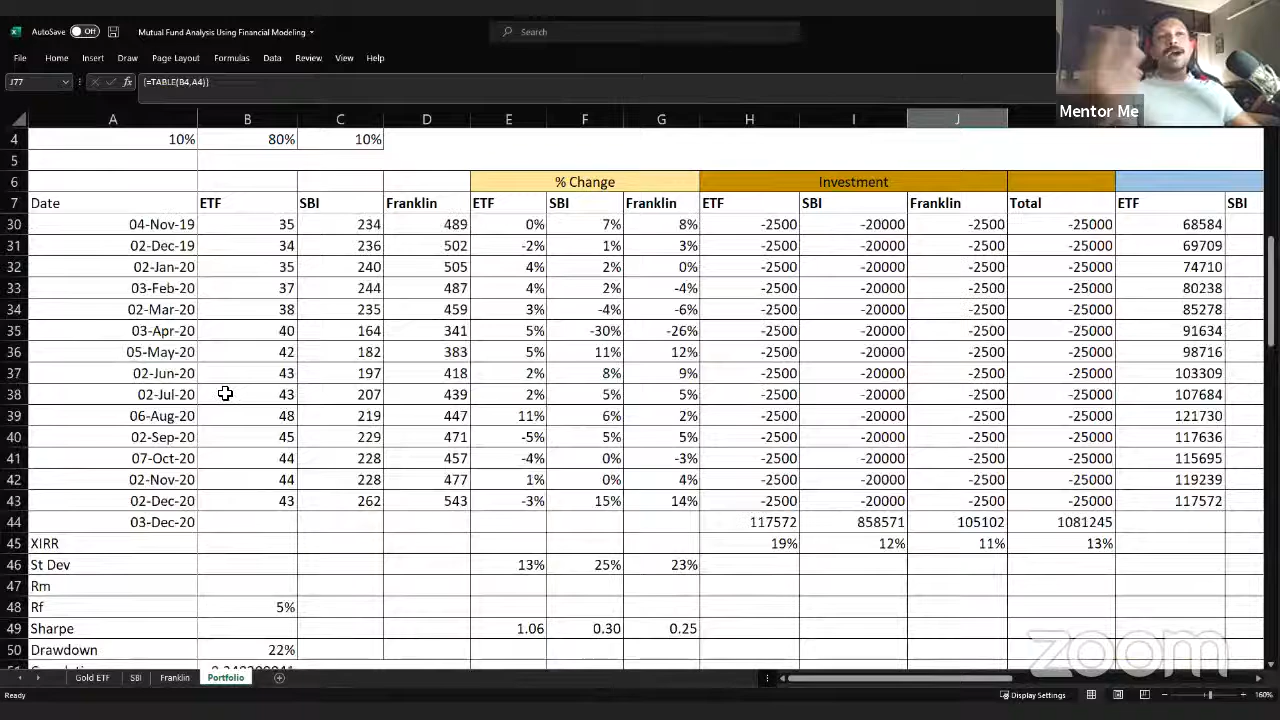 AutoSave Off Mutual Fund Analysis Using Financial Modeling Search
File Home Insert Draw Page Layout Formulas Data Review View Help
J77 fx {=TABLE(B4,A4)}
Mentor Me
A B C D E F G H I J
4 10% 80% 10%
5
6 % Change Investment
7 Date ETF SBI Franklin ETF SBI Franklin ETF SBI Franklin Total ETF SBI
30 04-Nov-19 35 234 489 0% 7% 8% -2500 -20000 -2500 -25000 68584
31 02-Dec-19 34 236 502 -2% 1% 3% -2500 -20000 -2500 -25000 69709
32 02-Jan-20 35 240 505 4% 2% 0% -2500 -20000 -2500 -25000 74710
33 03-Feb-20 37 244 487 4% 2% -4% -2500 -20000 -2500 -25000 80238
34 02-Mar-20 38 235 459 3% -4% -6% -2500 -20000 -2500 -25000 85278
35 03-Apr-20 40 164 341 5% -30% -26% -2500 -20000 -2500 -25000 91634
36 05-May-20 42 182 383 5% 11% 12% -2500 -20000 -2500 -25000 98716
37 02-Jun-20 43 197 418 2% 8% 9% -2500 -20000 -2500 -25000 103309
38 02-Jul-20 43 207 439 2% 5% 5% -2500 -20000 -2500 -25000 107684
39 06-Aug-20 48 219 447 11% 6% 2% -2500 -20000 -2500 -25000 121730
40 02-Sep-20 45 229 471 -5% 5% 5% -2500 -20000 -2500 -25000 117636
41 07-Oct-20 44 228 457 -4% 0% -3% -2500 -20000 -2500 -25000 115695
42 02-Nov-20 44 228 477 1% 0% 4% -2500 -20000 -2500 -25000 119239
43 02-Dec-20 43 262 543 -3% 15% 14% -2500 -20000 -2500 -25000 117572
44 03-Dec-20 117572 858571 105102 1081245
45 XIRR 19% 12% 11% 13%
46 St Dev 13% 25% 23%
47 Rm
48 Rf 5%
49 Sharpe 1.06 0.30 0.25
50 Drawdown 22%
zoom
Gold ETF SBI Franklin Portfolio
Ready Display Settings 160%